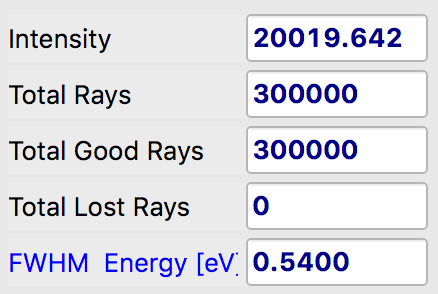 Intensity 20019.642
Total Rays 300000
Total Good Rays 300000
Total Lost Rays 0
FWHM Energy [eV] 0.5400